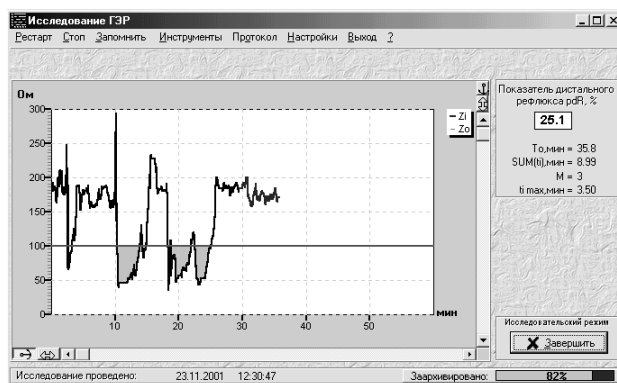 Исследование ГЭР
Рестарт Стоп Запомнить Инструменты Протокол Настройки Выход ?
Ом
300
250
200
150
100
50
0
10 20 30 40 50
мин
Zi
Zo
Показатель дистального
рефлюкса pdR, %
25.1
To,мин = 35.8
SUM(ti),мин = 8.99
M = 3
ti max,мин = 3.50
Исследовательский режим
Завершить
Исследование проведено: 23.11.2001 12:30:47 Заархивировано: 82%